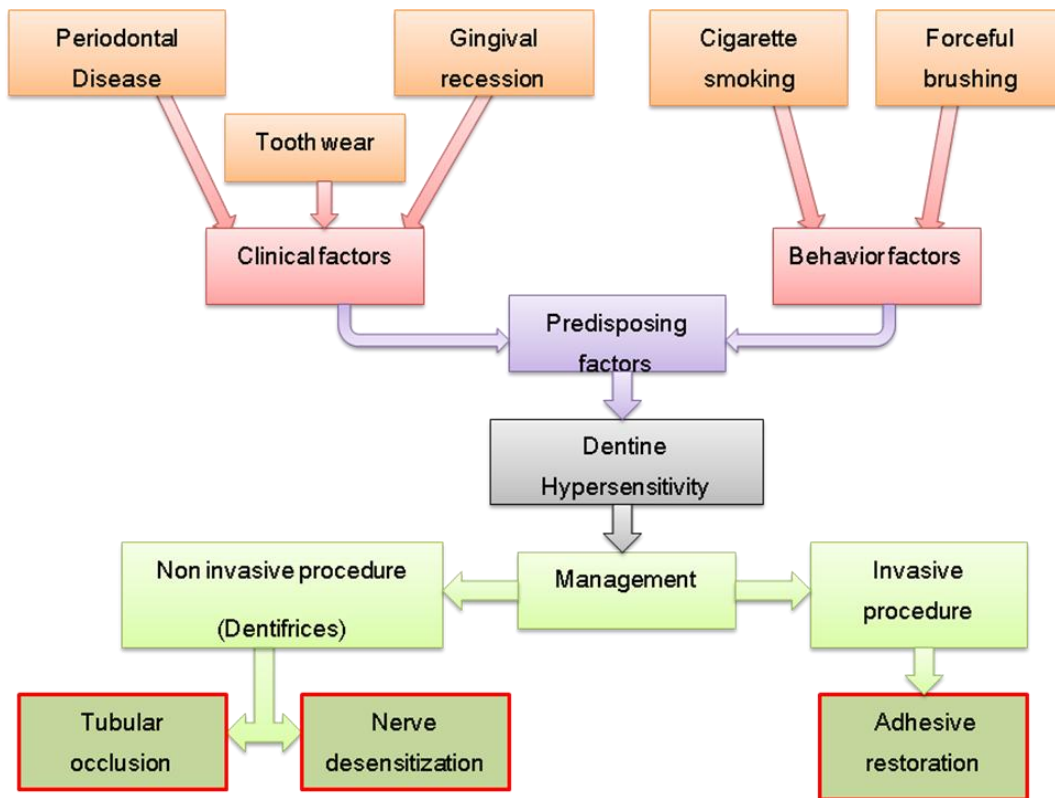 Periodontal
Disease
Gingival
recession
Cigarette
smoking
Forceful
brushing
Tooth wear
Clinical factors
Behavior factors
Predisposing
factors
Dentine
Hypersensitivity
Non invasive procedure
(Dentifrices)
Management
Invasive
procedure
Tubular
occlusion
Nerve
desensitization
Adhesive
restoration